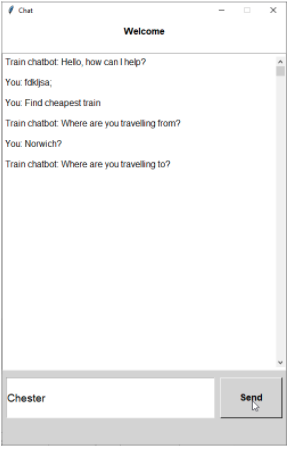 Chat
Welcome
Train chatbot: Hello, how can I help?
You: fdkljsa;
You: Find cheapest train
Train chatbot: Where are you travelling from?
You: Norwich?
Train chatbot: Where are you travelling to?
Chester
Send